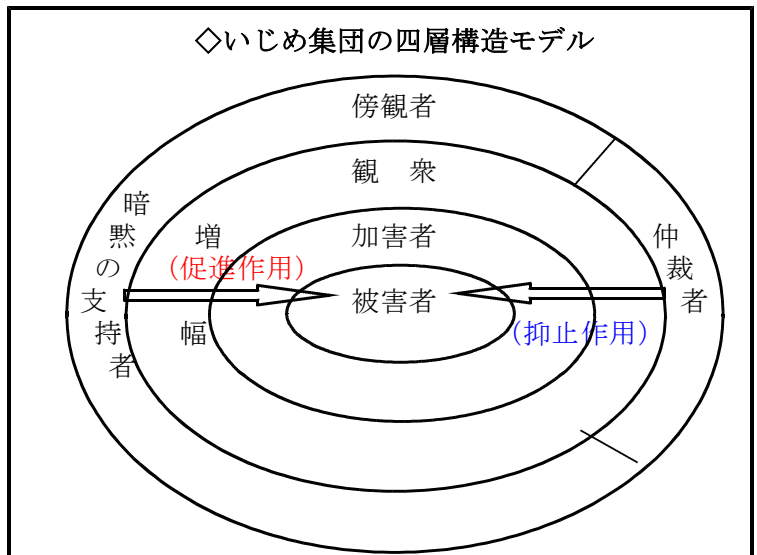 ◇いじめ集団の四層構造モデル
傍観者
観　衆
暗黙の支持者
増幅
(促進作用)
加害者
被害者
仲裁者
(抑止作用)